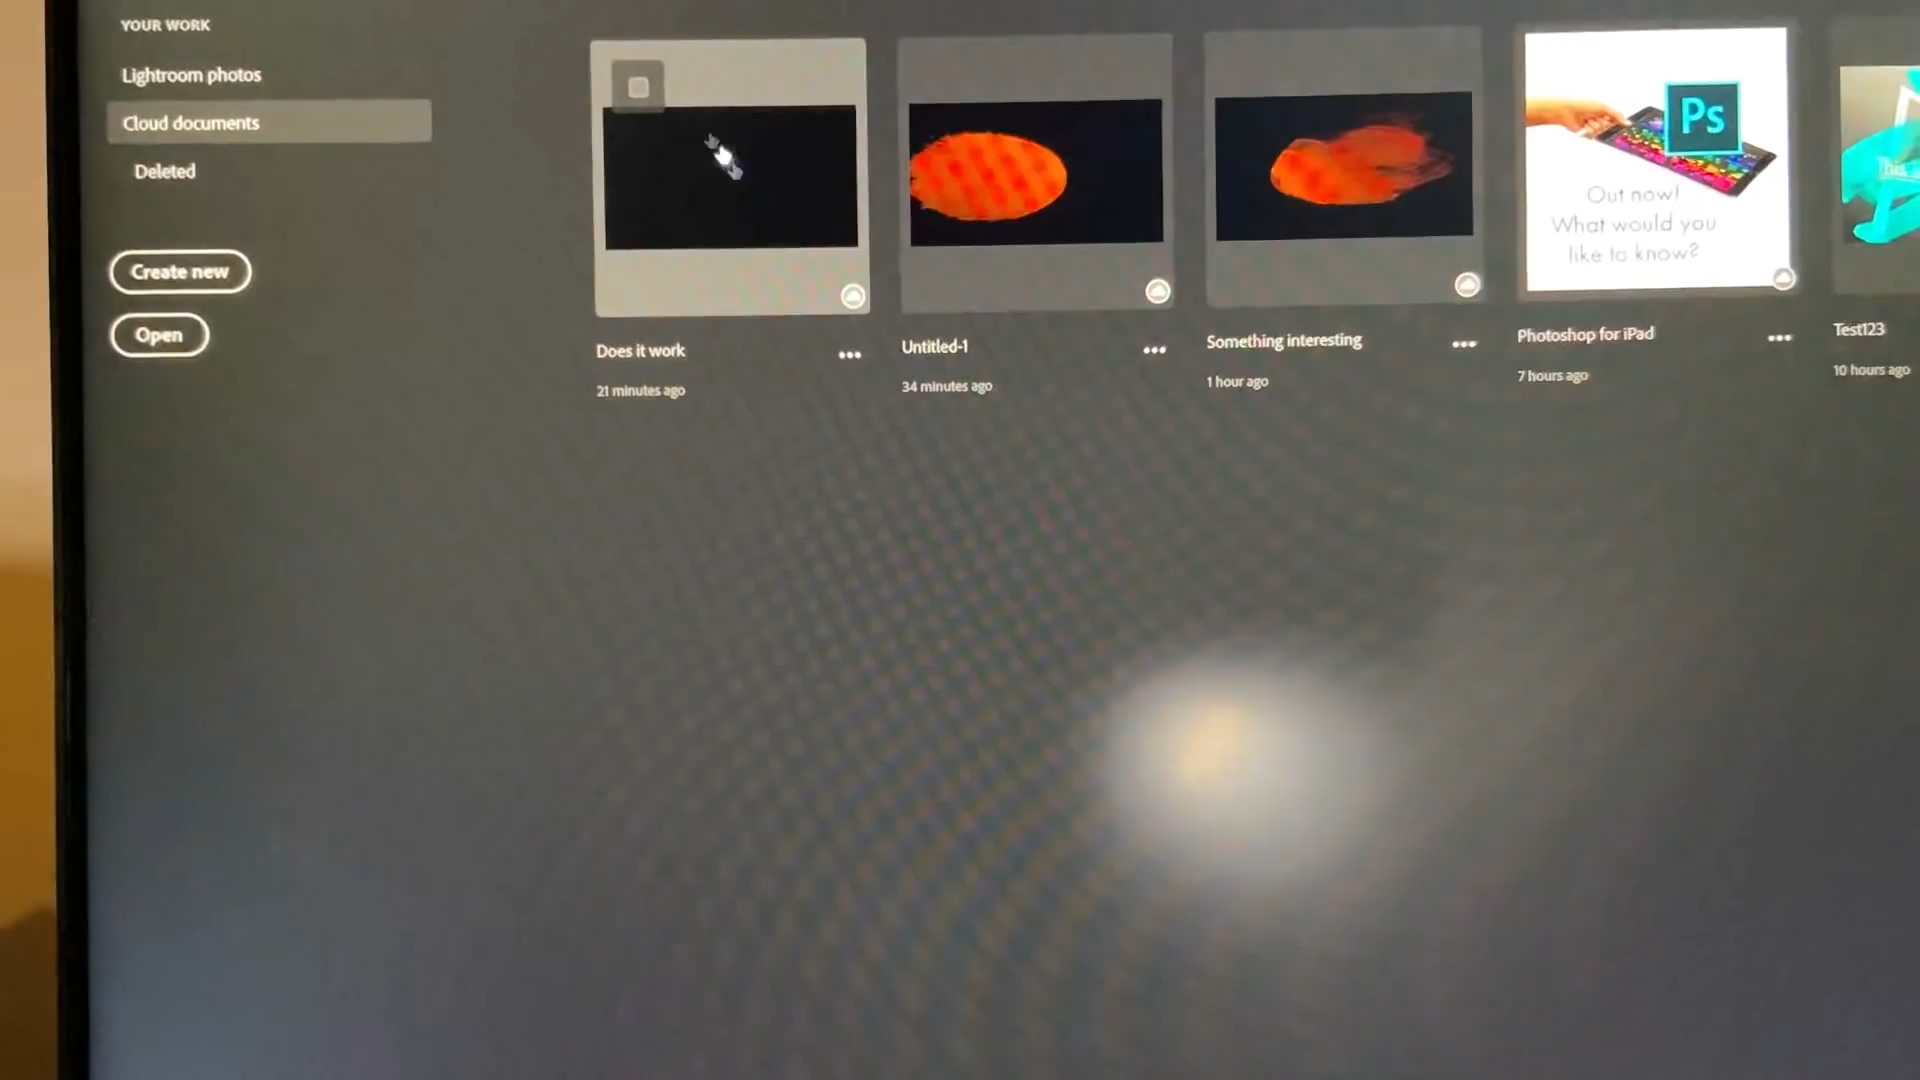 YOUR WORK
Lightroom photos
Cloud documents
Deleted
Create new
Open
Ps
Out now!
What would you
like to know?
Does it work
21 minutes ago
Untitled-1
34 minutes ago
Something interesting
1 hour ago
Photoshop for iPad
7 hours ago
Test123
10 hours ago